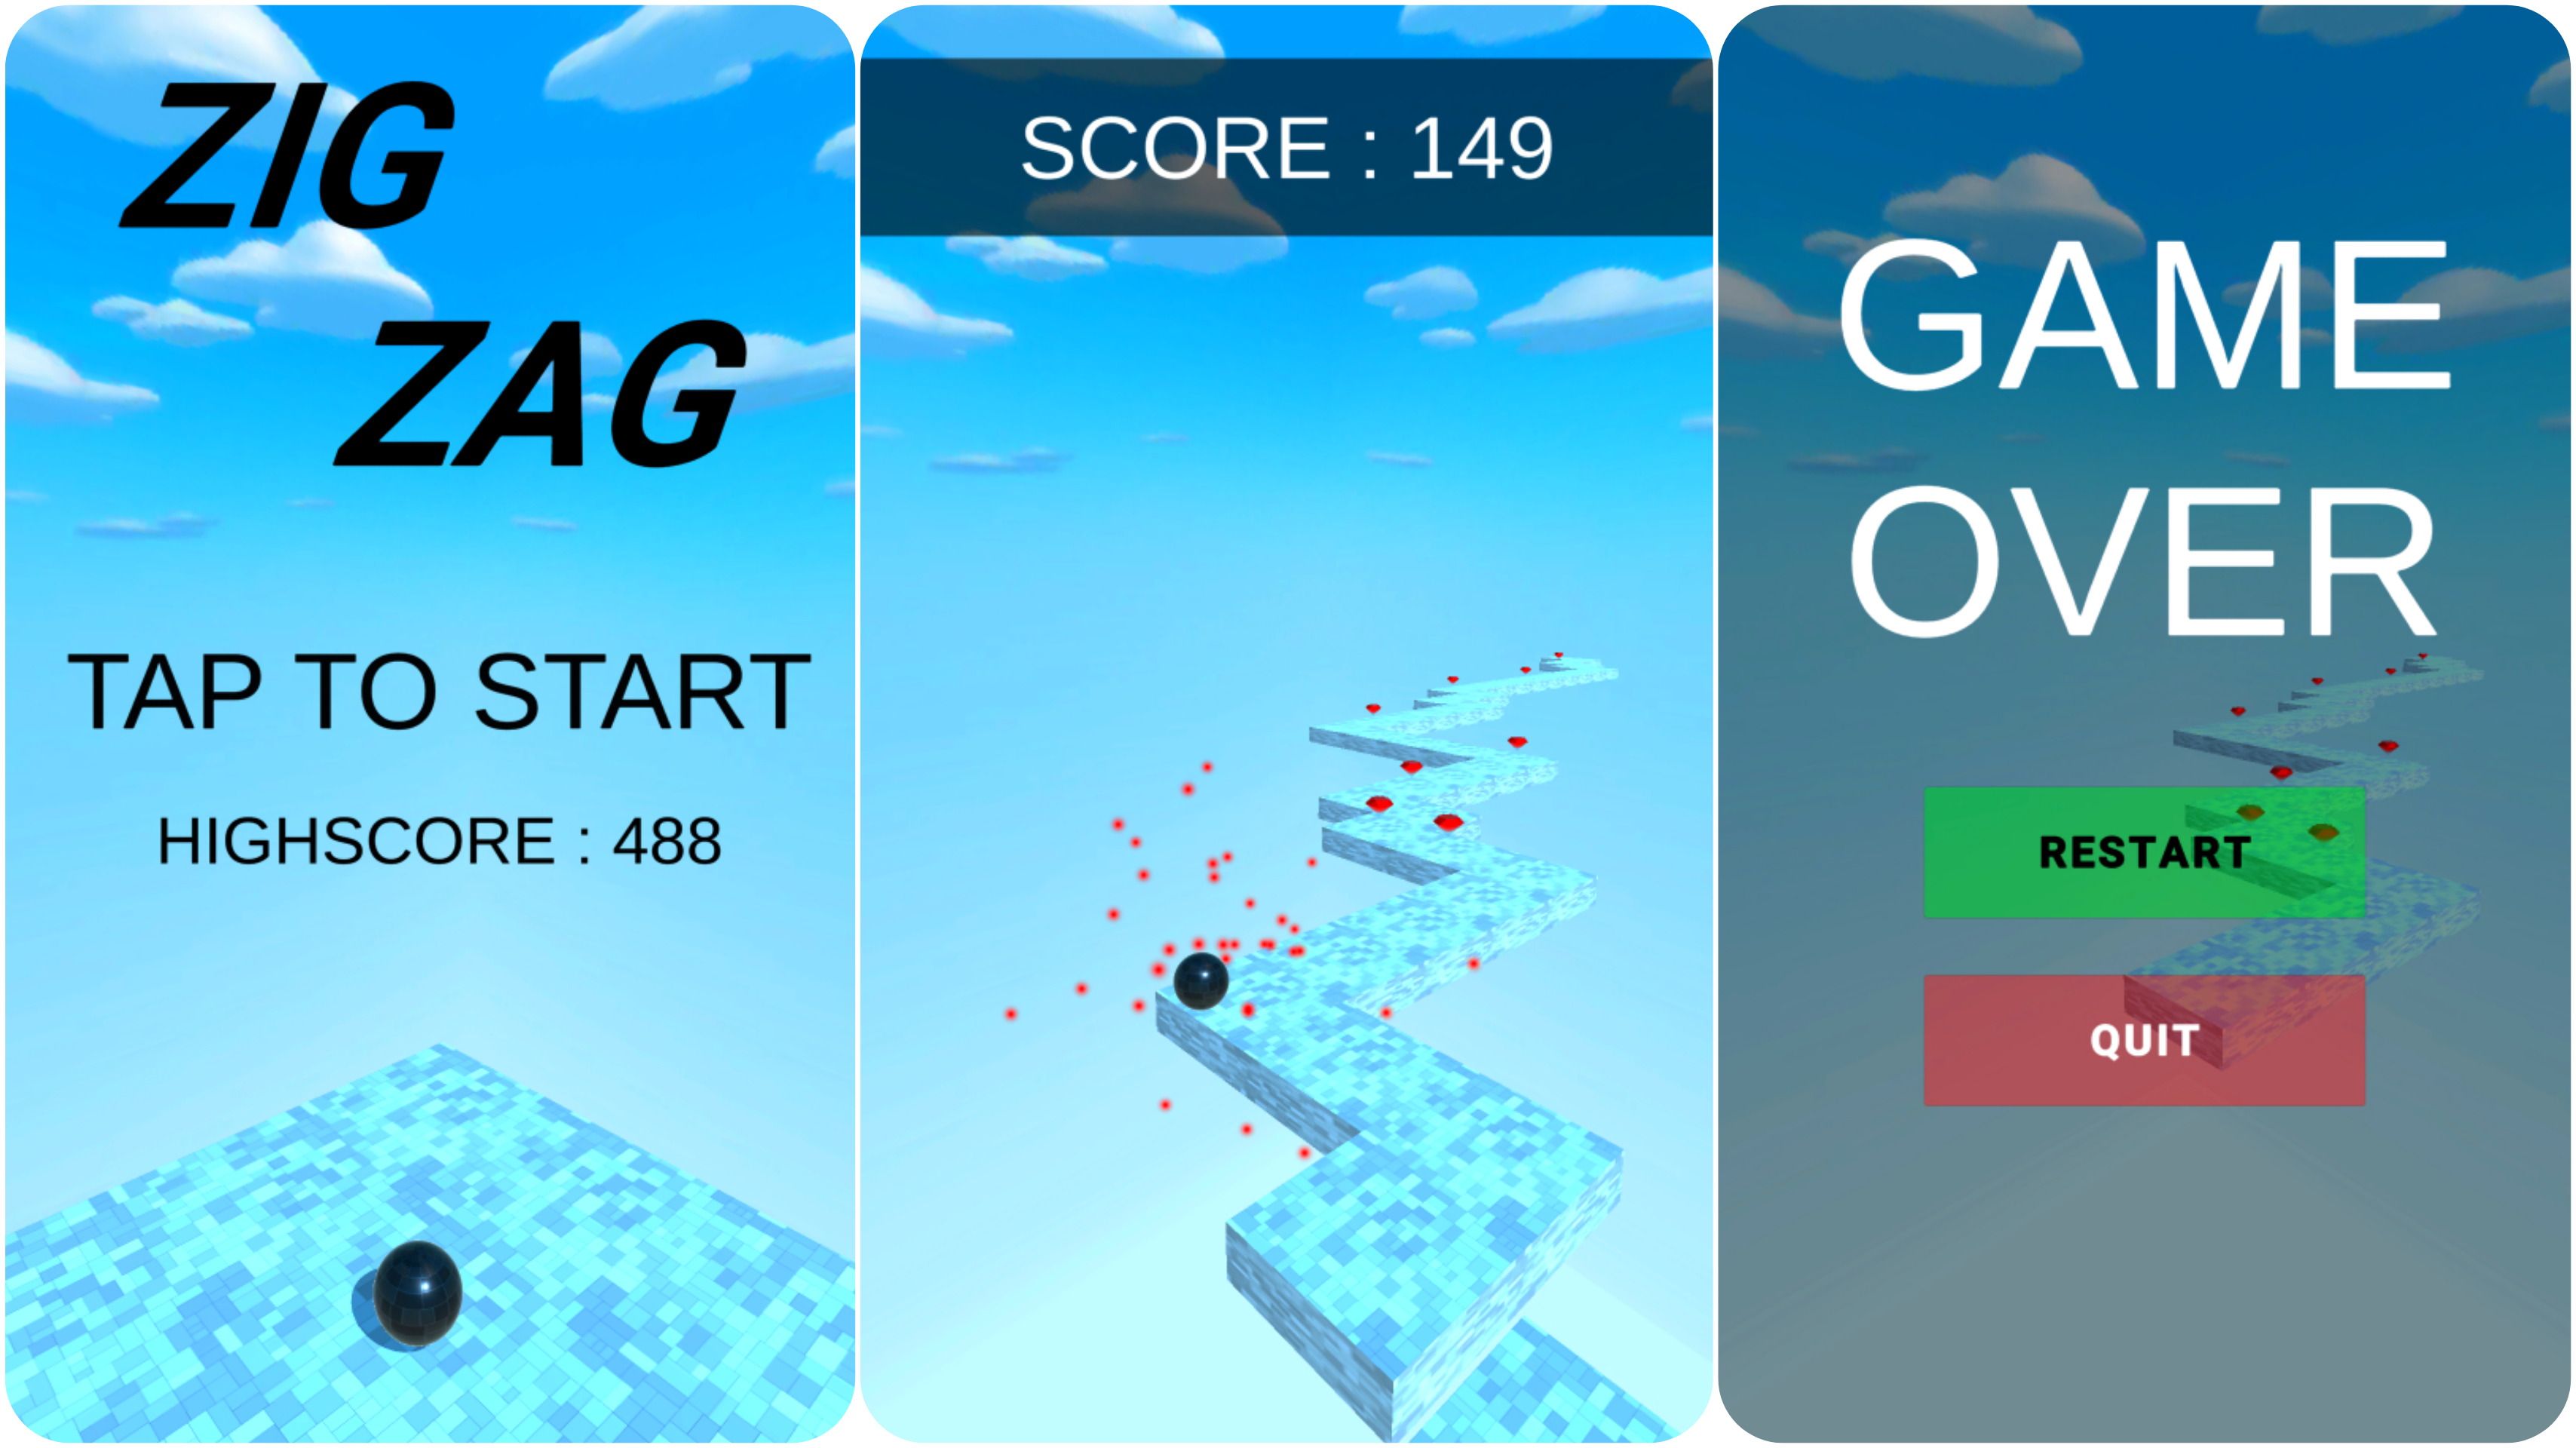 ZIG
ZAG
TAP TO START
HIGHSCORE : 488
SCORE : 149
GAME
OVER
RESTART
QUIT